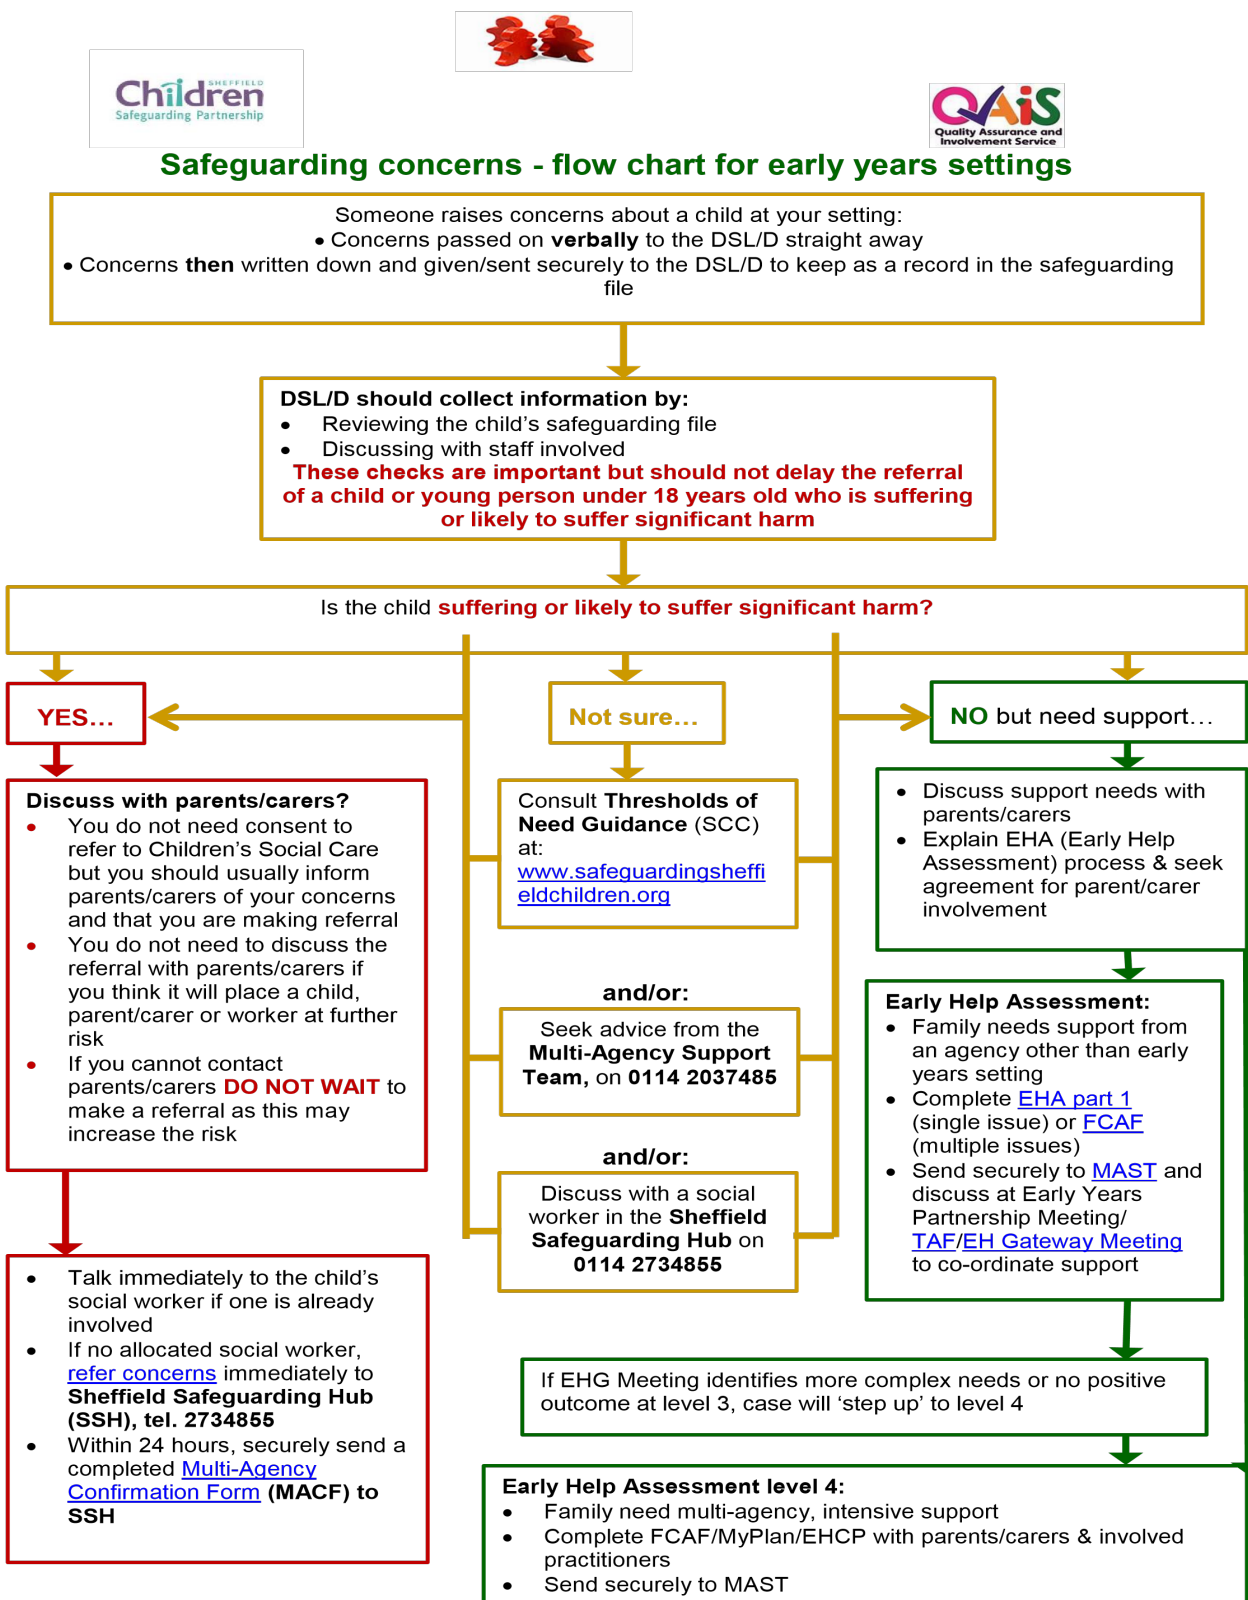 SHEFFIELD
Children
Safeguarding Partnership
QAiS
Quality Assurance and
Involvement Service
Safeguarding concerns - flow chart for early years settings
Someone raises concerns about a child at your setting:
• Concerns passed on verbally to the DSL/D straight away
• Concerns then written down and given/sent securely to the DSL/D to keep as a record in the safeguarding
file
DSL/D should collect information by:
• Reviewing the child's safeguarding file
• Discussing with staff involved
These checks are important but should not delay the referral
of a child or young person under 18 years old who is suffering
or likely to suffer significant harm
Is the child suffering or likely to suffer significant harm?
YES…
Discuss with parents/carers?
• You do not need consent to
refer to Children's Social Care
but you should usually inform
parents/carers of your concerns
and that you are making referral
• You do not need to discuss the
referral with parents/carers if
you think it will place a child,
parent/carer or worker at further
risk
• If you cannot contact
parents/carers DO NOT WAIT to
make a referral as this may
increase the risk
• Talk immediately to the child's
social worker if one is already
involved
• If no allocated social worker,
refer concerns immediately to
Sheffield Safeguarding Hub
(SSH), tel. 2734855
• Within 24 hours, securely send a
completed Multi-Agency
Confirmation Form (MACF) to
SSH
Not sure…
Consult Thresholds of
Need Guidance (SCC)
at:
www.safeguardingsheffi
eldchildren.org
and/or:
Seek advice from the
Multi-Agency Support
Team, on 0114 2037485
and/or:
Discuss with a social
worker in the Sheffield
Safeguarding Hub on
0114 2734855
NO but need support…
• Discuss support needs with
parents/carers
• Explain EHA (Early Help
Assessment) process & seek
agreement for parent/carer
involvement
Early Help Assessment:
• Family needs support from
an agency other than early
years setting
• Complete EHA part 1
(single issue) or FCAF
(multiple issues)
• Send securely to MAST and
discuss at Early Years
Partnership Meeting/
TAF/EH Gateway Meeting
to co-ordinate support
If EHG Meeting identifies more complex needs or no positive
outcome at level 3, case will 'step up' to level 4
Early Help Assessment level 4:
• Family need multi-agency, intensive support
• Complete FCAF/MyPlan/EHCP with parents/carers & involved
practitioners
• Send securely to MAST